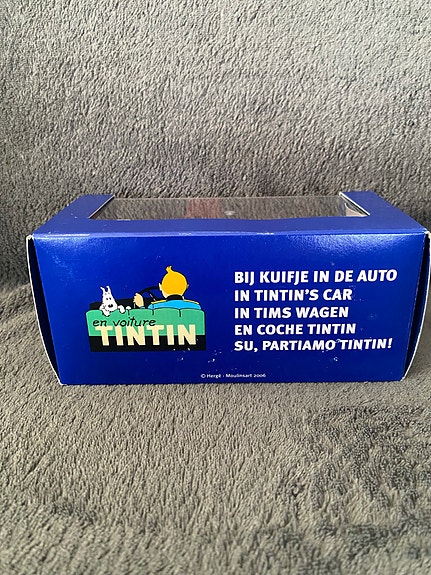 en voiture
TINTIN
BIJ KUIFJE IN DE AUTO
IN TINTIN'S CAR
IN TIMS WAGEN
EN COCHE TINTIN
SU, PARTIAMO TINTIN!
© Hergé - Moulinsart 2006